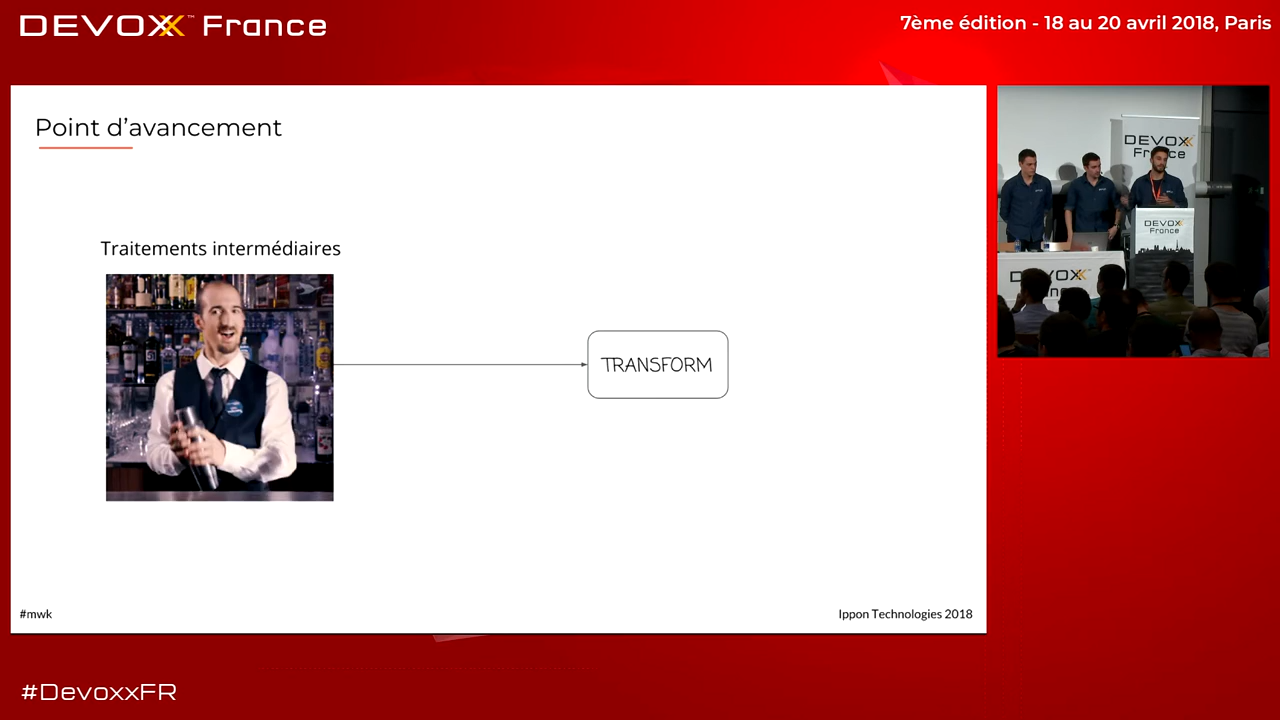 DEVOXX™ France
7ème édition - 18 au 20 avril 2018, Paris
Point d'avancement
Traitements intermédiaires
TRANSFORM
#mwk
Ippon Technologies 2018
DEVOXX
France
DEVOXX
France
DEVOXX
#DevoxxFR